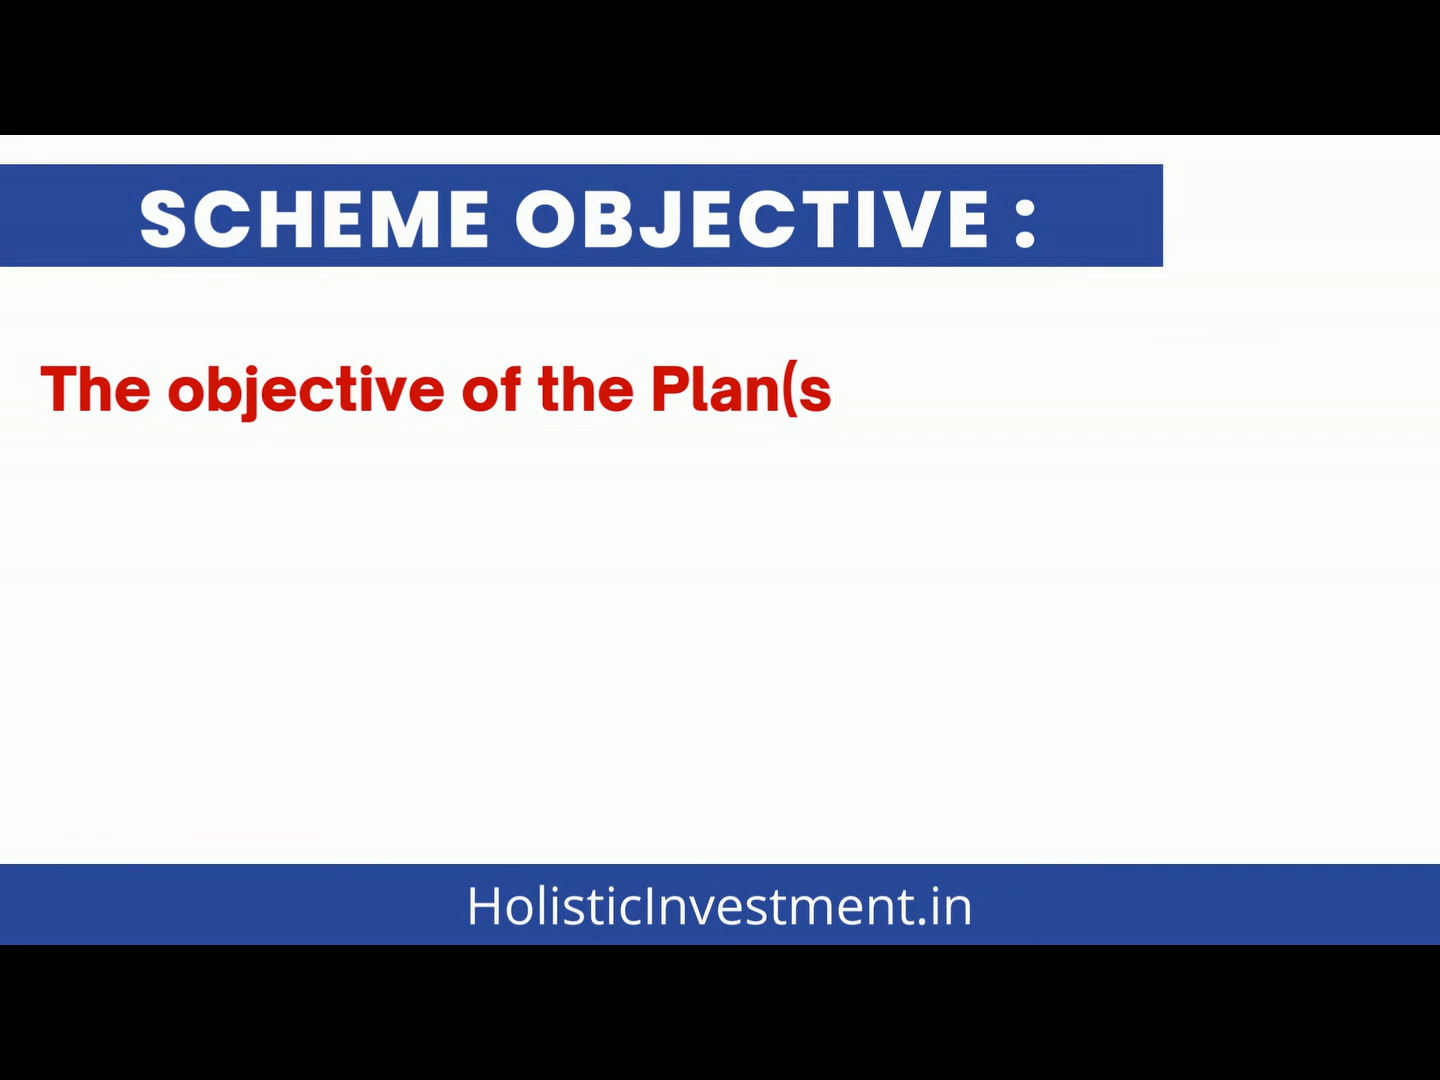 SCHEME OBJECTIVE :
The objective of the Plan(s
HolisticInvestment.in